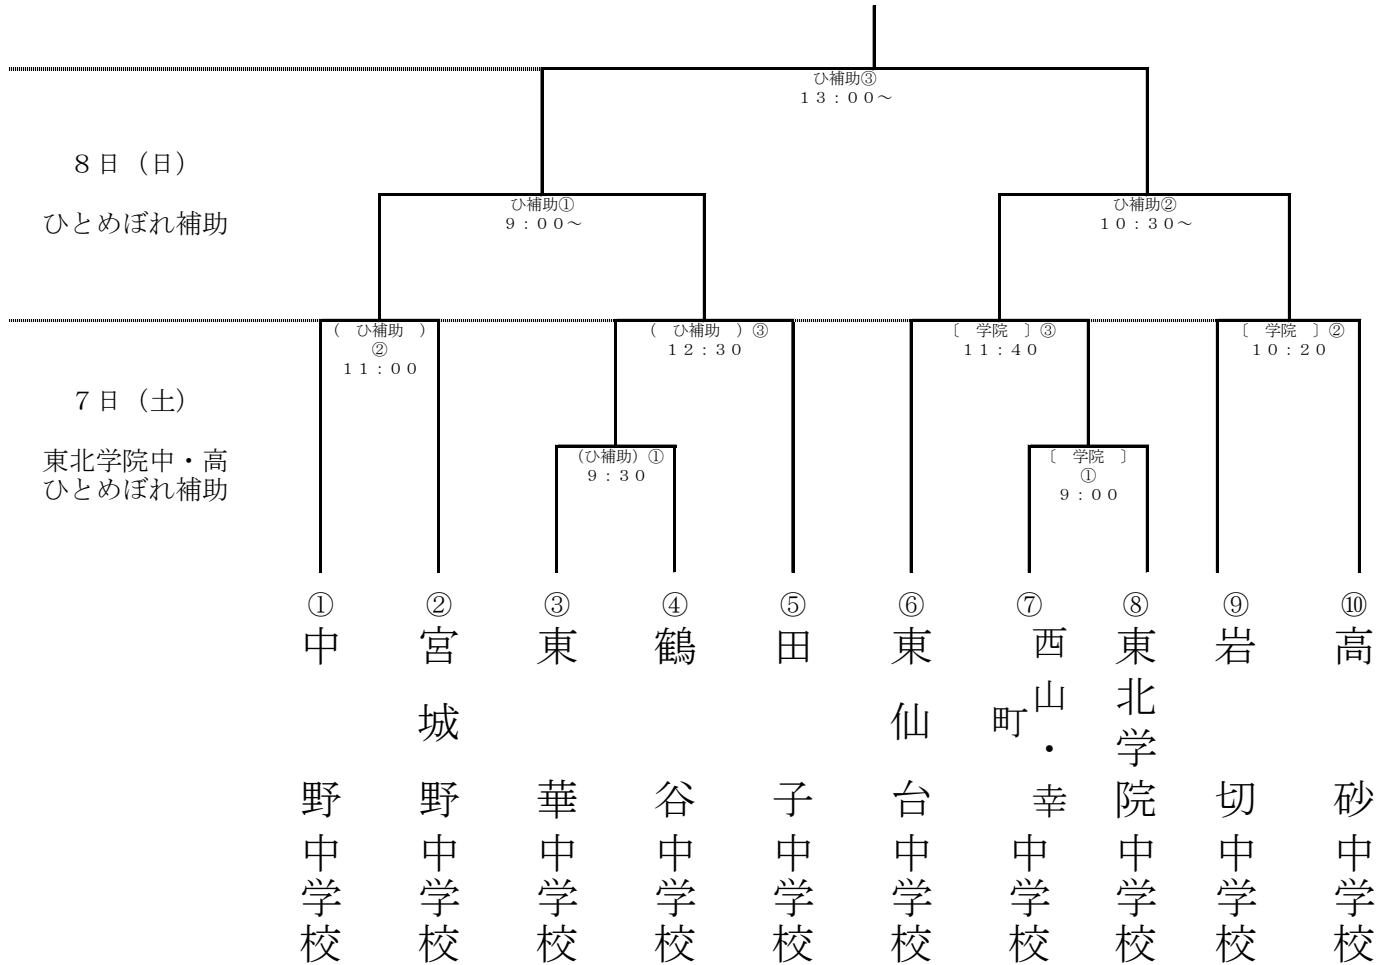 ひ補助③
１３：００～
８日（日）
ひとめぼれ補助
ひ補助①
９：００～
ひ補助②
１０：３０～
（　ひ補助　）
②
１１：００
（　ひ補助　）③
１２：３０
〔　学院　〕③
１１：４０
〔　学院　〕②
１０：２０
７日（土）
東北学院中・高
ひとめぼれ補助
（ひ補助）①
９：３０
〔　学院　〕
①
９：００
①
中野中学校
②
宮城野中学校
③
東華中学校
④
鶴谷中学校
⑤
田子中学校
⑥
東仙台中学校
⑦
西山・幸町中学校
⑧
東北学院中学校
⑨
岩切中学校
⑩
高砂中学校